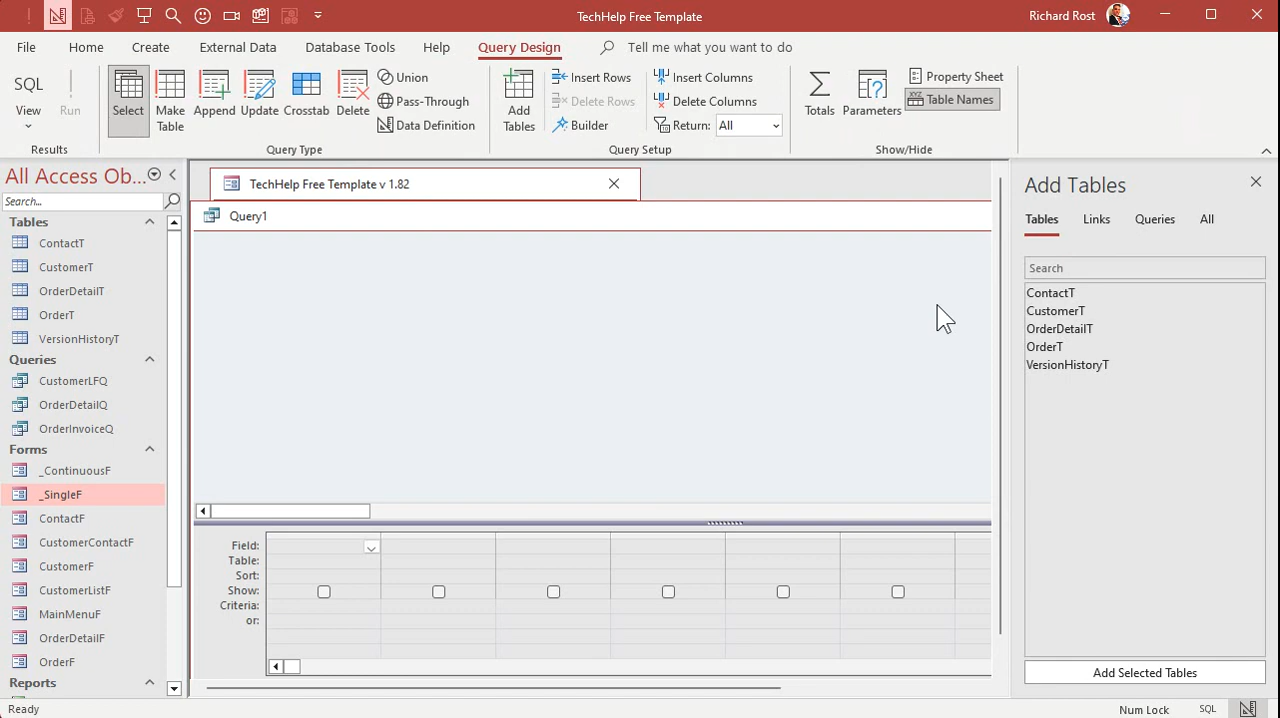 TechHelp Free Template
Richard Rost
File Home Create External Data Database Tools Help Query Design Tell me what you want to do
SQL
View
Run
Results
Select
Make Table
Append
Update
Crosstab
Delete
Union
Pass-Through
Data Definition
Query Type
Add Tables
Insert Rows
Delete Rows
Builder
Insert Columns
Delete Columns
Return: All
Query Setup
Totals
Parameters
Property Sheet
XYZ Table Names
Show/Hide
All Access Ob...
Search...
Tables
ContactT
CustomerT
OrderDetailT
OrderT
VersionHistoryT
Queries
CustomerLFQ
OrderDetailQ
OrderInvoiceQ
Forms
_ContinuousF
_SingleF
ContactF
CustomerContactF
CustomerF
CustomerListF
MainMenuF
OrderDetailF
OrderF
Reports
TechHelp Free Template v 1.82
Query1
Field:
Table:
Sort:
Show:
Criteria:
or:
Add Tables
Tables Links Queries All
Search
ContactT
CustomerT
OrderDetailT
OrderT
VersionHistoryT
Add Selected Tables
Ready
Num Lock
SQL